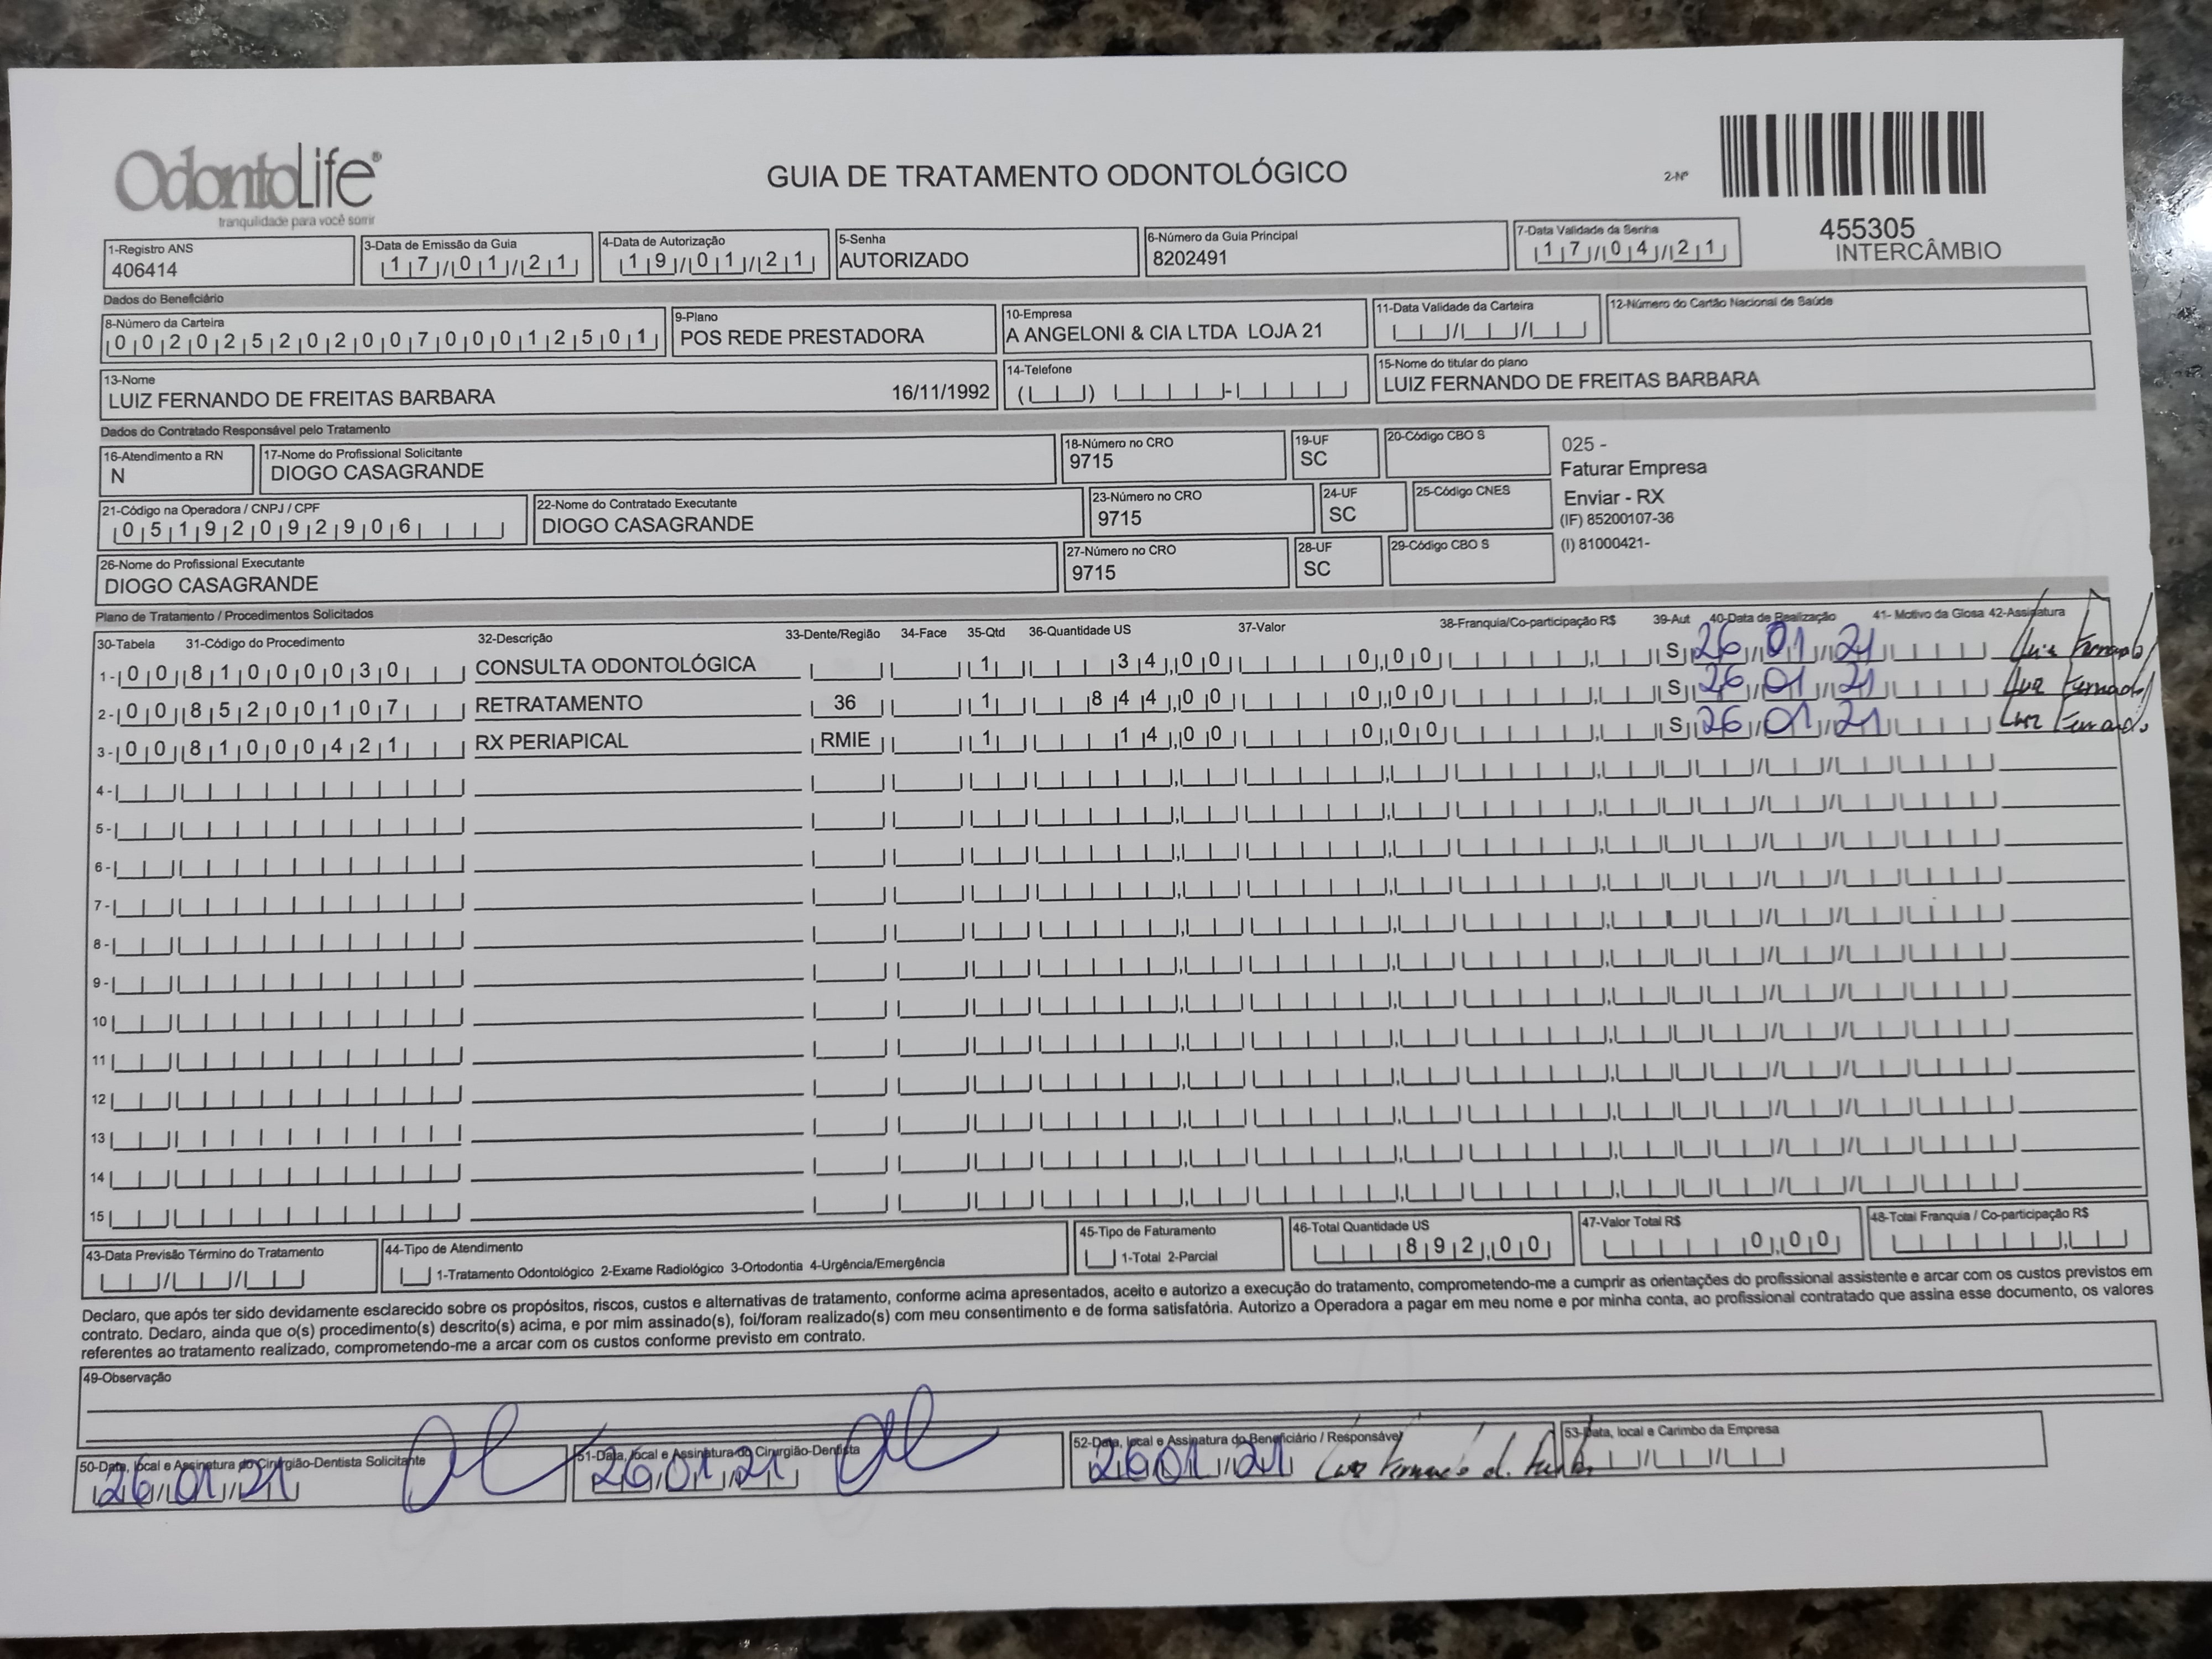 OdontoLife®
tranquilidade para você sorrir
GUIA DE TRATAMENTO ODONTOLÓGICO
2-Nº
455305
INTERCÂMBIO
1-Registro ANS
406414
3-Data de Emissão da Guia
17/01/21
4-Data de Autorização
19/01/21
5-Senha
AUTORIZADO
6-Número da Guia Principal
8202491
7-Data Validade da Senha
17/04/21
Dados do Beneficiário
8-Número da Carteira
00202520200700012501
9-Plano
POS REDE PRESTADORA
10-Empresa
A ANGELONI & CIA LTDA LOJA 21
11-Data Validade da Carteira
12-Número do Cartão Nacional de Saúde
13-Nome
LUIZ FERNANDO DE FREITAS BARBARA 16/11/1992
14-Telefone
15-Nome do titular do plano
LUIZ FERNANDO DE FREITAS BARBARA
Dados do Contratado Responsável pelo Tratamento
16-Atendimento a RN
N
17-Nome do Profissional Solicitante
DIOGO CASAGRANDE
18-Número no CRO
9715
19-UF
SC
20-Código CBO S
025 -
Faturar Empresa
Enviar - RX
(IF) 85200107-36
(I) 81000421-
21-Código na Operadora / CNPJ / CPF
05192092906
22-Nome do Contratado Executante
DIOGO CASAGRANDE
23-Número no CRO
9715
24-UF
SC
25-Código CNES
26-Nome do Profissional Executante
DIOGO CASAGRANDE
27-Número no CRO
9715
28-UF
SC
29-Código CBO S
Plano de Tratamento / Procedimentos Solicitados
30-Tabela 31-Código do Procedimento 32-Descrição 33-Dente/Região 34-Face 35-Qtd 36-Quantidade US 37-Valor 38-Franquia/Co-participação R$ 39-Aut 40-Data de Realização 41- Motivo da Glosa 42-Assinatura
1- 00 81000030 CONSULTA ODONTOLÓGICA 1 34,00 0,00 S 26/01/21 Luiz Fernando
2- 00 85200107 RETRATAMENTO 36 1 844,00 0,00 S 26/01/21 Luiz Fernando
3- 00 81000421 RX PERIAPICAL RMIE 1 14,00 0,00 S 26/01/21 Luiz Fernando
4-
5-
6-
7-
8-
9-
10
11
12
13
14
15
43-Data Previsão Término do Tratamento
44-Tipo de Atendimento
1-Tratamento Odontológico 2-Exame Radiológico 3-Ortodontia 4-Urgência/Emergência
45-Tipo de Faturamento
1-Total 2-Parcial
46-Total Quantidade US
892,00
47-Valor Total R$
0,00
48-Total Franquia / Co-participação R$
Declaro, que após ter sido devidamente esclarecido sobre os propósitos, riscos, custos e alternativas de tratamento, conforme acima apresentados, aceito e autorizo a execução do tratamento, comprometendo-me a cumprir as orientações do profissional assistente e arcar com os custos previstos em
contrato. Declaro, ainda que o(s) procedimento(s) descrito(s) acima, e por mim assinado(s), foi/foram realizado(s) com meu consentimento e de forma satisfatória. Autorizo a Operadora a pagar em meu nome e por minha conta, ao profissional contratado que assina esse documento, os valores
referentes ao tratamento realizado, comprometendo-me a arcar com os custos conforme previsto em contrato.
49-Observação
50-Data, local e Assinatura do Cirurgião-Dentista Solicitante
26/01/21
51-Data, local e Assinatura do Cirurgião-Dentista
26/01/21
52-Data, local e Assinatura do Beneficiário / Responsável
26/01/21 Luiz Fernando d.
53-Data, local e Carimbo da Empresa